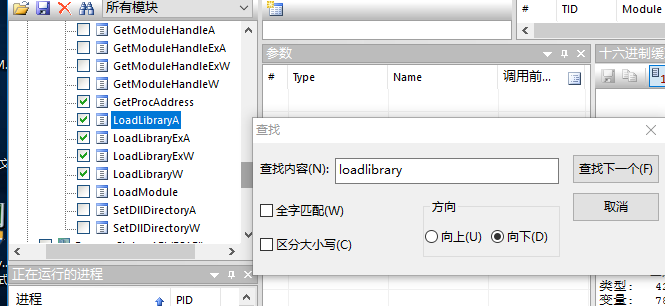 所有模块
GetModuleHandleA
GetModuleHandleExA
GetModuleHandleExW
GetModuleHandleW
GetProcAddress
LoadLibraryA
LoadLibraryExA
LoadLibraryExW
LoadLibraryW
LoadModule
SetDllDirectoryA
SetDllDirectoryW
正在运行的进程
进程 PID
# TID Module
参数
十六进制缓
# Type Name 调用前...
查找
查找内容(N): loadlibrary
查找下一个(F)
取消
全字匹配(W)
区分大小写(C)
方向
向上(U) 向下(D)
类型: 42
变量: 78